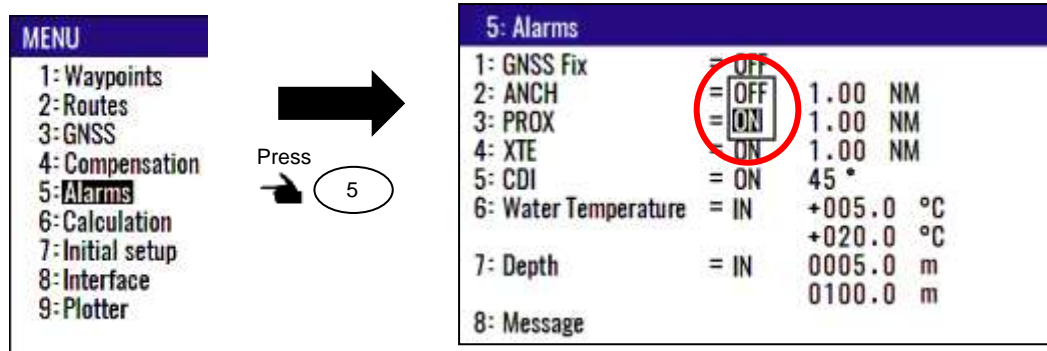 MENU
1: Waypoints
2: Routes
3: GNSS
4: Compensation
5: Alarms
6: Calculation
7: Initial setup
8: Interface
9: Plotter
Press
5
5: Alarms
1: GNSS Fix = OFF
2: ANCH = OFF 1.00 NM
3: PROX = ON 1.00 NM
4: XTE = ON 1.00 NM
5: CDI = ON 45 °
6: Water Temperature = IN +005.0 °C
+020.0 °C
7: Depth = IN 0005.0 m
0100.0 m
8: Message